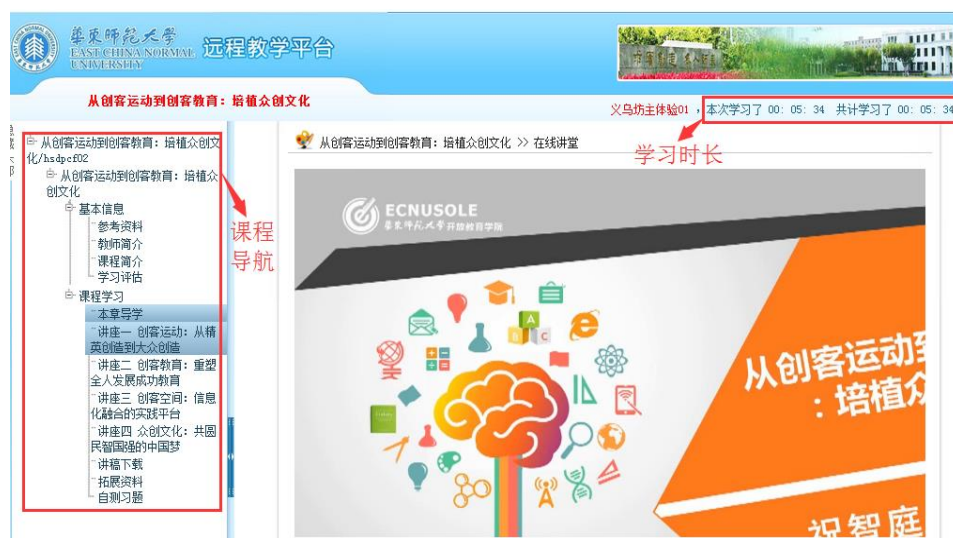 華東師範大學
EAST CHINA NORMAL
UNIVERSITY
远程教学平台
从创客运动到创客教育：培植众创文化
义乌坊主体验01 ，本次学习了 00: 05: 34 共计学习了 00: 05: 34
学习时长
从创客运动到创客教育：培植众创文
化/hsdpcf02
从创客运动到创客教育：培植众
创文化
基本信息
参考资料
教师简介
课程简介
学习评估
课程学习
本章导学
讲座一 创客运动：从精
英创造到大众创造
讲座二 创客教育：重塑
全人发展成功教育
讲座三 创客空间：信息
化融合的实践平台
讲座四 众创文化：共圆
民智国强的中国梦
讲稿下载
拓展资料
自测习题
课程
导航
从创客运动到创客教育：培植众创文化 >> 在线讲堂
ECNUSOLE
華東師範大學开放教育学院
A
b
c
从创客运动到
：培植众
祝智庭